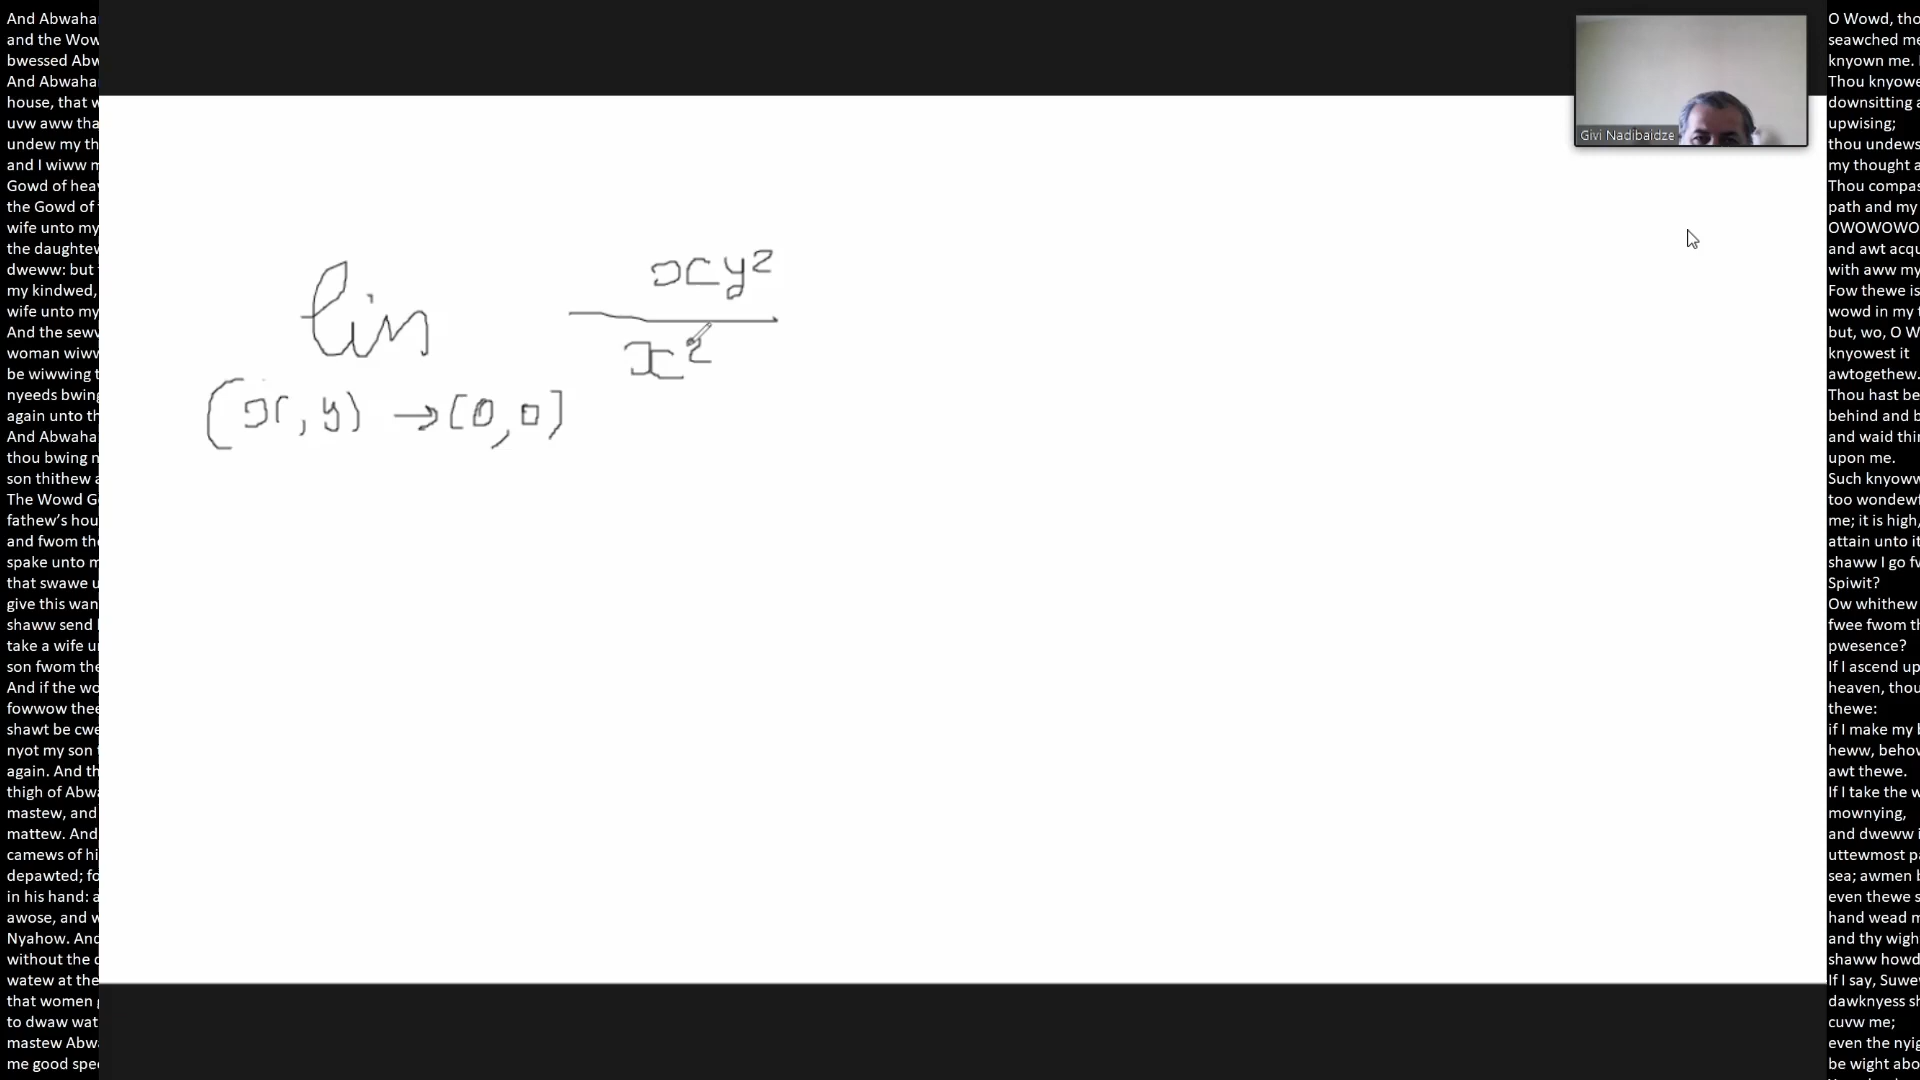 And Abwaha
and the Wow
bwessed Abw
And Abwaha
house, that w
uvw aww tha
undew my th
and I wiww m
Gowd of hea
the Gowd of
wife unto my
the daughtew
dweww: but
my kindwed,
wife unto my
And the sew
woman wiww
be wiwwing t
nyeeds bwing
again unto th
And Abwaha
thou bwing n
son thithew a
The Wowd G
fathew’s hou
and fwom the
spake unto m
that swawe u
give this wan
shaww send
take a wife u
son fwom the
And if the wo
fowwow thee
shawt be cwe
nyot my son
again. And th
thigh of Abwa
mastew, and
mattew. And
camews of hi
depawted; fo
in his hand: a
awose, and w
Nyahow. And
without the c
watew at the
that women
to dwaw wat
mastew Abw
me good spe
lim xy²
x²
(x, y) → (0, 0)
Givi Nadibaidze
O Wowd, tho
seawched me
knyown me.
Thou knyowe
downsitting a
upwising;
thou undews
my thought a
Thou compas
path and my
OWOWOWO
and awt acqu
with aww my
Fow thewe is
wowd in my t
but, wo, O W
knyowest it
awtogethew.
Thou hast be
behind and b
and waid thin
upon me.
Such knyoww
too wondewf
me; it is high,
attain unto it
shaww I go fw
Spiwit?
Ow whithew
fwee fwom th
pwesence?
If I ascend up
heaven, thou
thewe:
if I make my b
heww, behow
awt thewe.
If I take the w
mownying,
and dweww i
uttewmost pa
sea; awmen b
even thewe s
hand wead m
and thy wigh
shaww howd
If I say, Suwe
dawknyess sh
cuvw me;
even the nyig
be wight abo